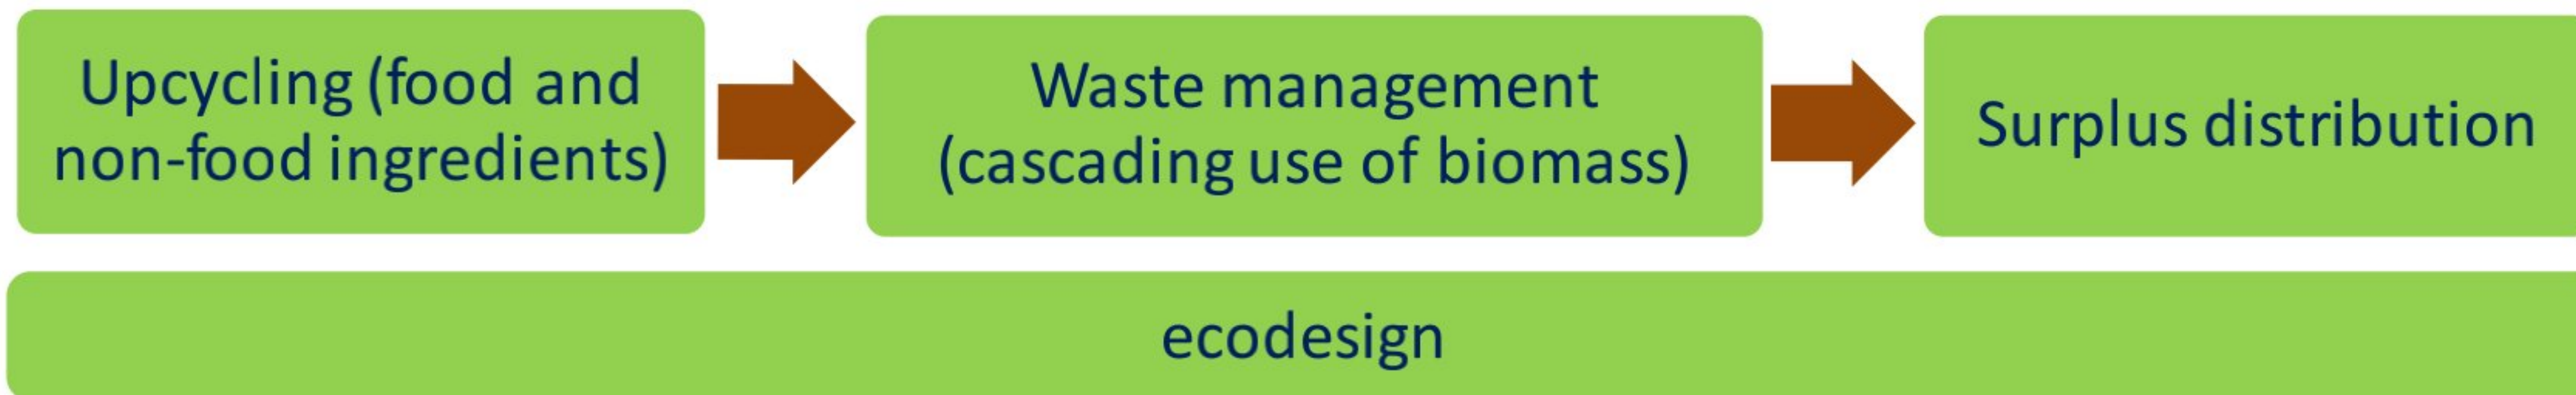 Upcycling (food and
non-food ingredients)
Waste management
(cascading use of biomass)
Surplus distribution
ecodesign